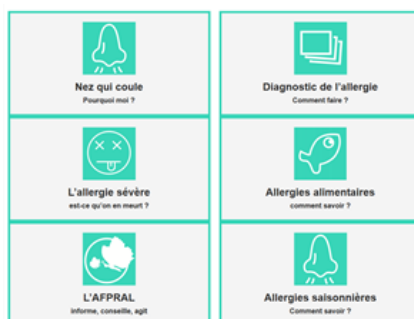 Nez qui coule
Pourquoi moi ?
Diagnostic de l'allergie
Comment faire ?
L'allergie sévère
est-ce qu'on en meurt ?
Allergies alimentaires
comment savoir ?
L'AFPRAL
informe, conseille, agit
Allergies saisonnières
Comment savoir ?